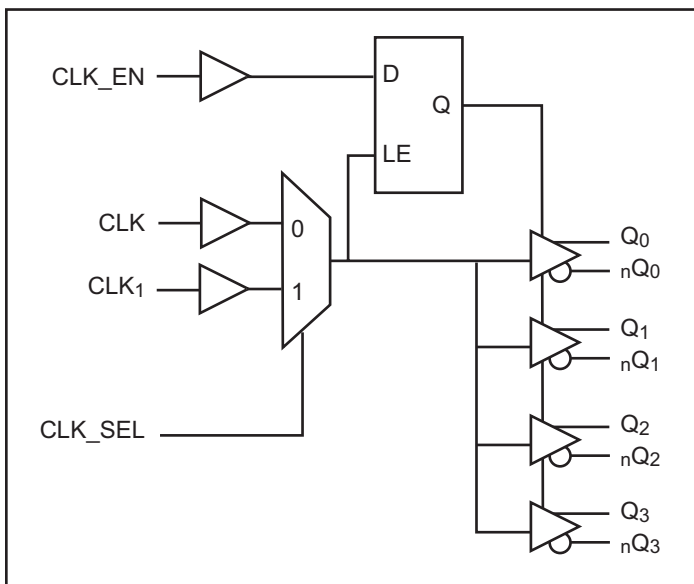 CLK_EN
D
Q
LE
CLK
0
CLK1
1
CLK_SEL
Q0
nQ0
Q1
nQ1
Q2
nQ2
Q3
nQ3